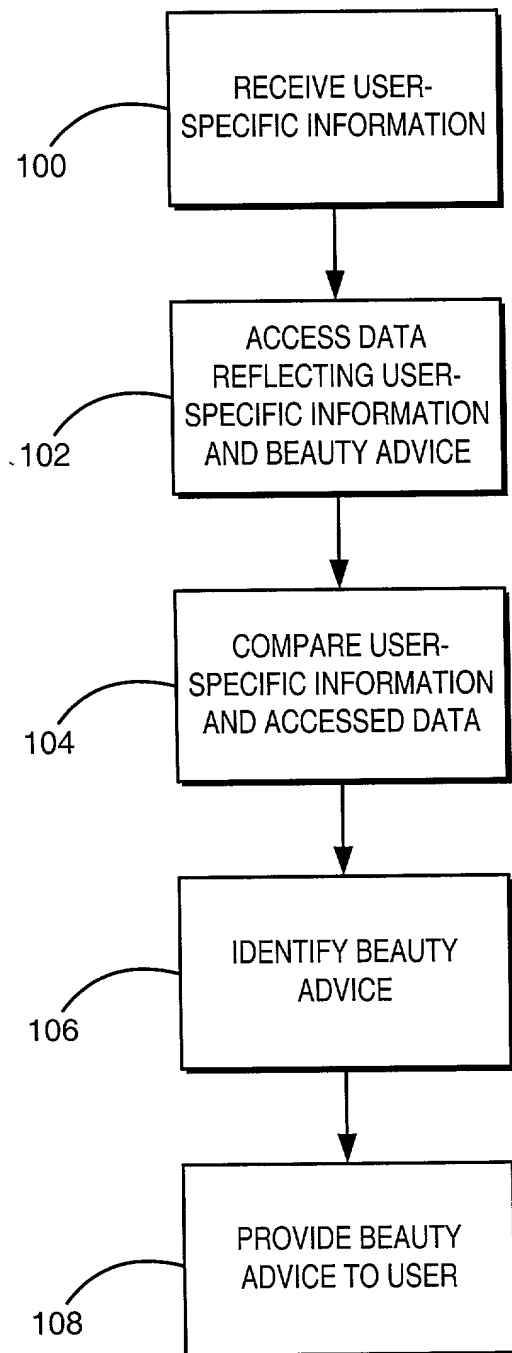 RECEIVE USER-
SPECIFIC INFORMATION
100
ACCESS DATA
REFLECTING USER-
SPECIFIC INFORMATION
AND BEAUTY ADVICE
102
COMPARE USER-
SPECIFIC INFORMATION
AND ACCESSED DATA
104
IDENTIFY BEAUTY
ADVICE
106
PROVIDE BEAUTY
ADVICE TO USER
108